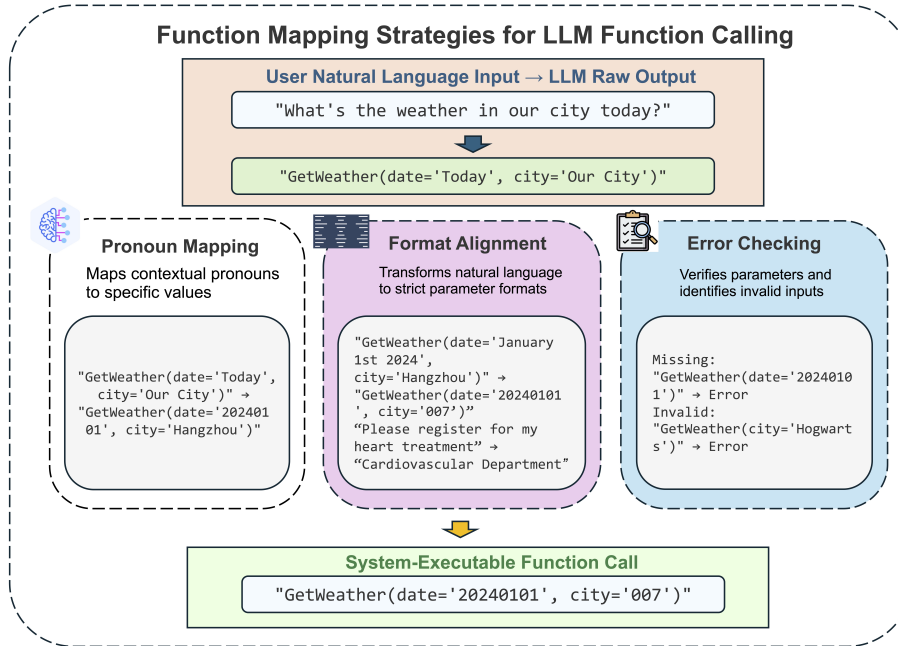 Function Mapping Strategies for LLM Function Calling
User Natural Language Input → LLM Raw Output
"What's the weather in our city today?"
"GetWeather(date='Today', city='Our City')"
Pronoun Mapping
Maps contextual pronouns
to specific values
"GetWeather(date='Today',
city='Our City')" →
"GetWeather(date='202401
01', city='Hangzhou')"
Format Alignment
Transforms natural language
to strict parameter formats
"GetWeather(date='January
1st 2024',
city='Hangzhou')" →
"GetWeather(date='20240101
', city='007’)”
“Please register for my
heart treatment” →
“Cardiovascular Department”
Error Checking
Verifies parameters and
identifies invalid inputs
Missing:
"GetWeather(date='2024010
1')" → Error
Invalid:
"GetWeather(city='Hogwart
s')" → Error
System-Executable Function Call
"GetWeather(date='20240101', city='007')"